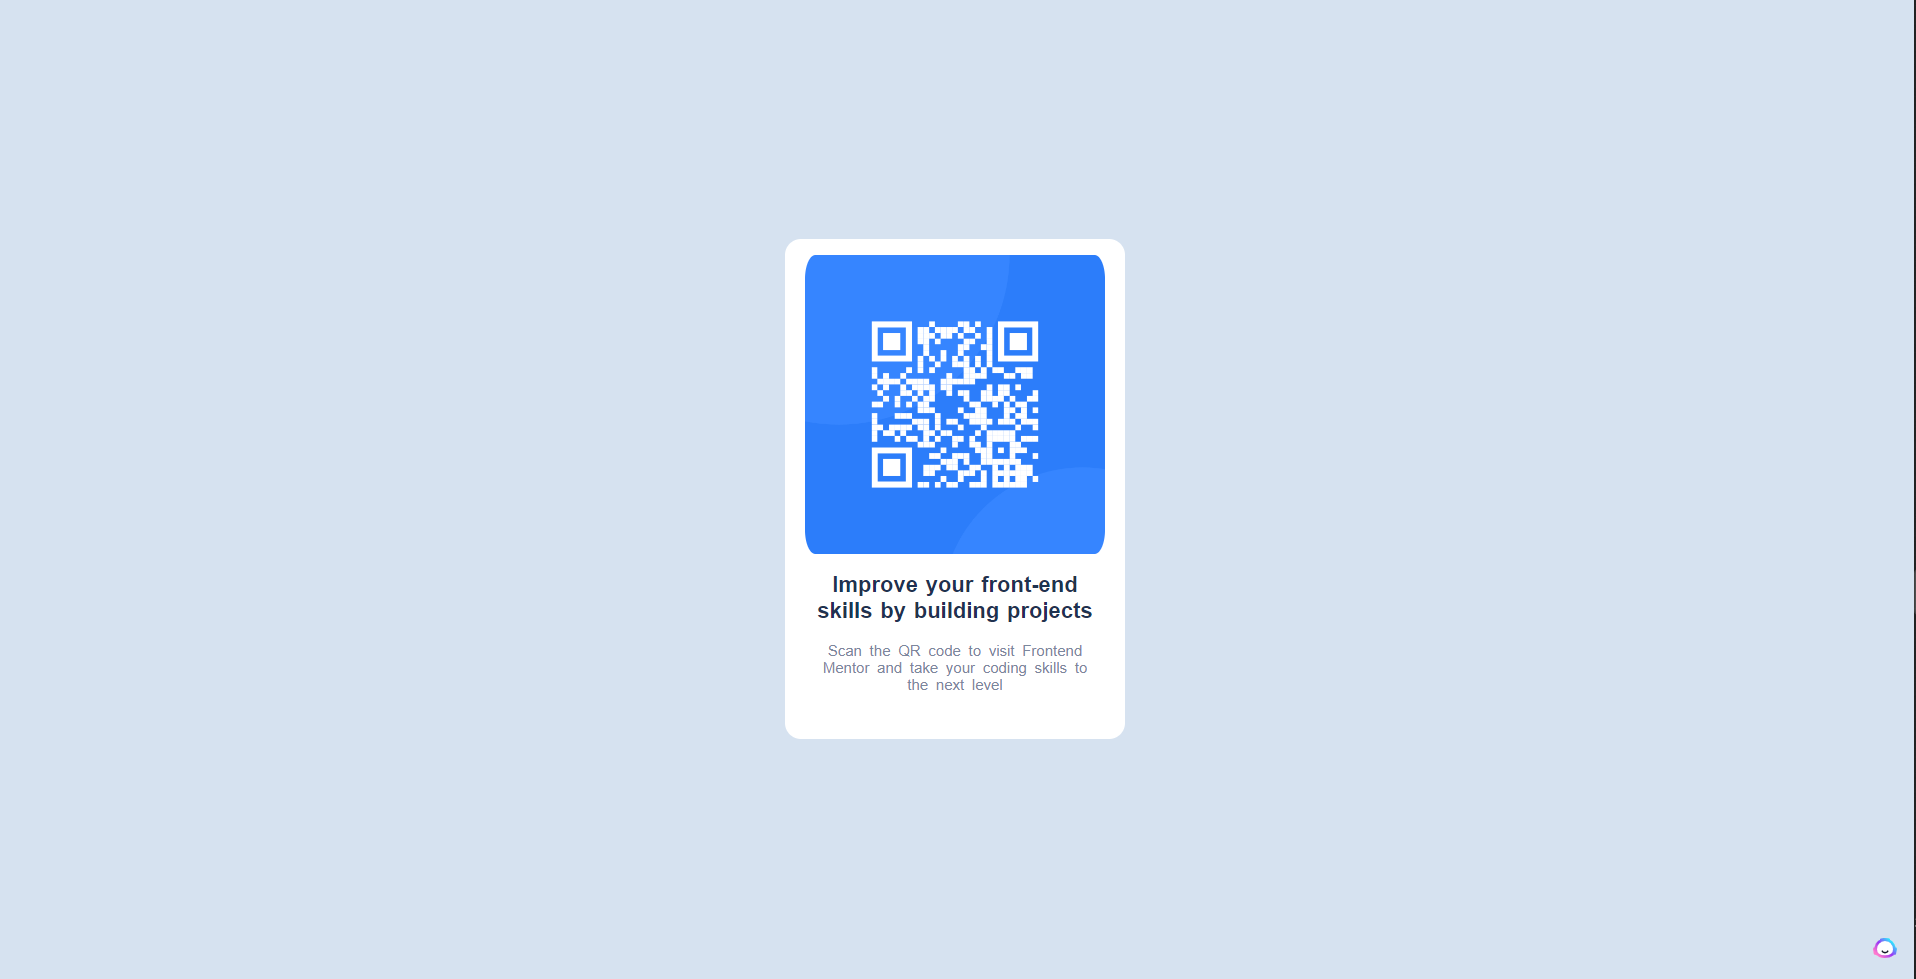 Improve your front-end
skills by building projects
Scan the QR code to visit Frontend
Mentor and take your coding skills to
the next level